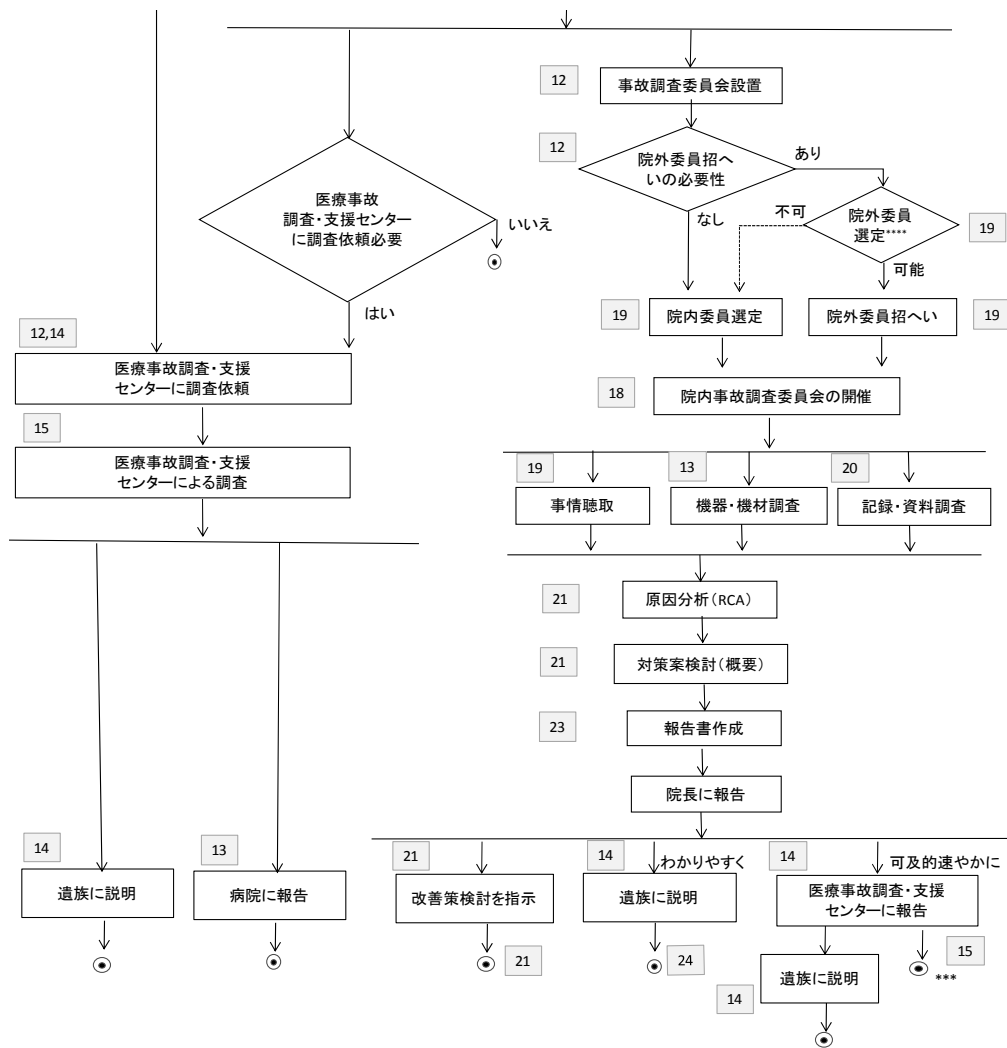 12
事故調査委員会設置
12
院外委員招へ
いの必要性
あり
なし
不可
院外委員
選定****
19
可能
医療事故
調査・支援センター
に調査依頼必要
いいえ
はい
19
院内委員選定
院外委員招へい
19
12,14
医療事故調査・支援
センターに調査依頼
18
院内事故調査委員会の開催
15
医療事故調査・支援
センターによる調査
19
事情聴取
13
機器・機材調査
20
記録・資料調査
21
原因分析(RCA)
21
対策案検討(概要)
23
報告書作成
院長に報告
14
遺族に説明
13
病院に報告
21
改善策検討を指示
21
14
わかりやすく
遺族に説明
24
14
可及的速やかに
医療事故調査・支援
センターに報告
15
***
遺族に説明
14